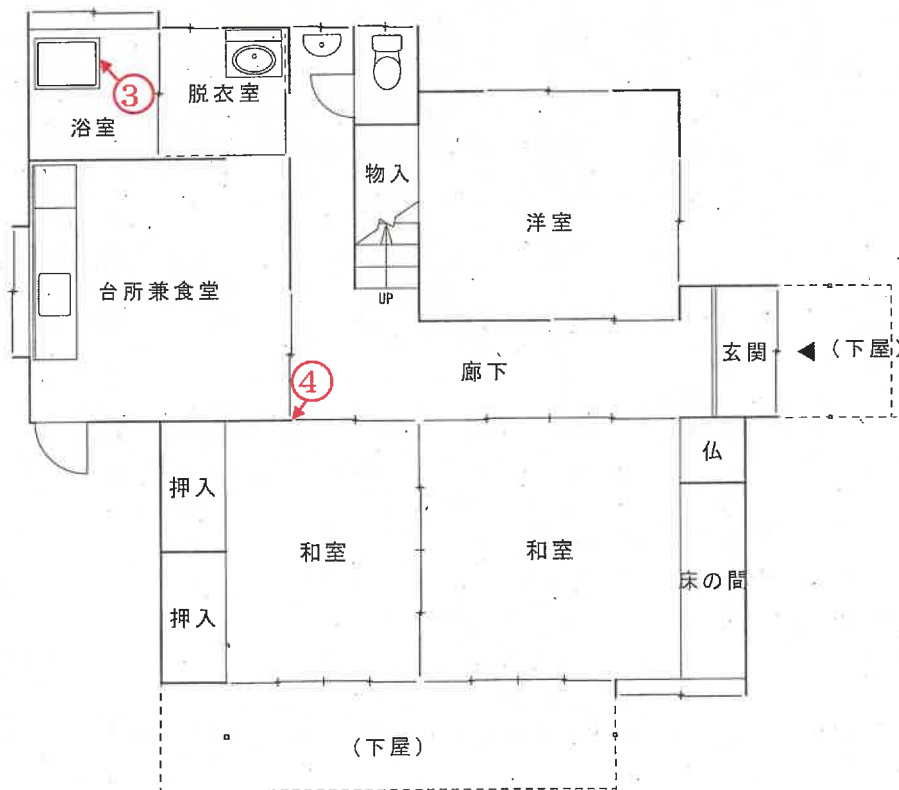 ③
脱衣室
浴室
物入
洋室
台所兼食堂
UP
玄関
(下屋)
廊下
④
仏
押入
和室
和室
床の間
押入
(下屋)